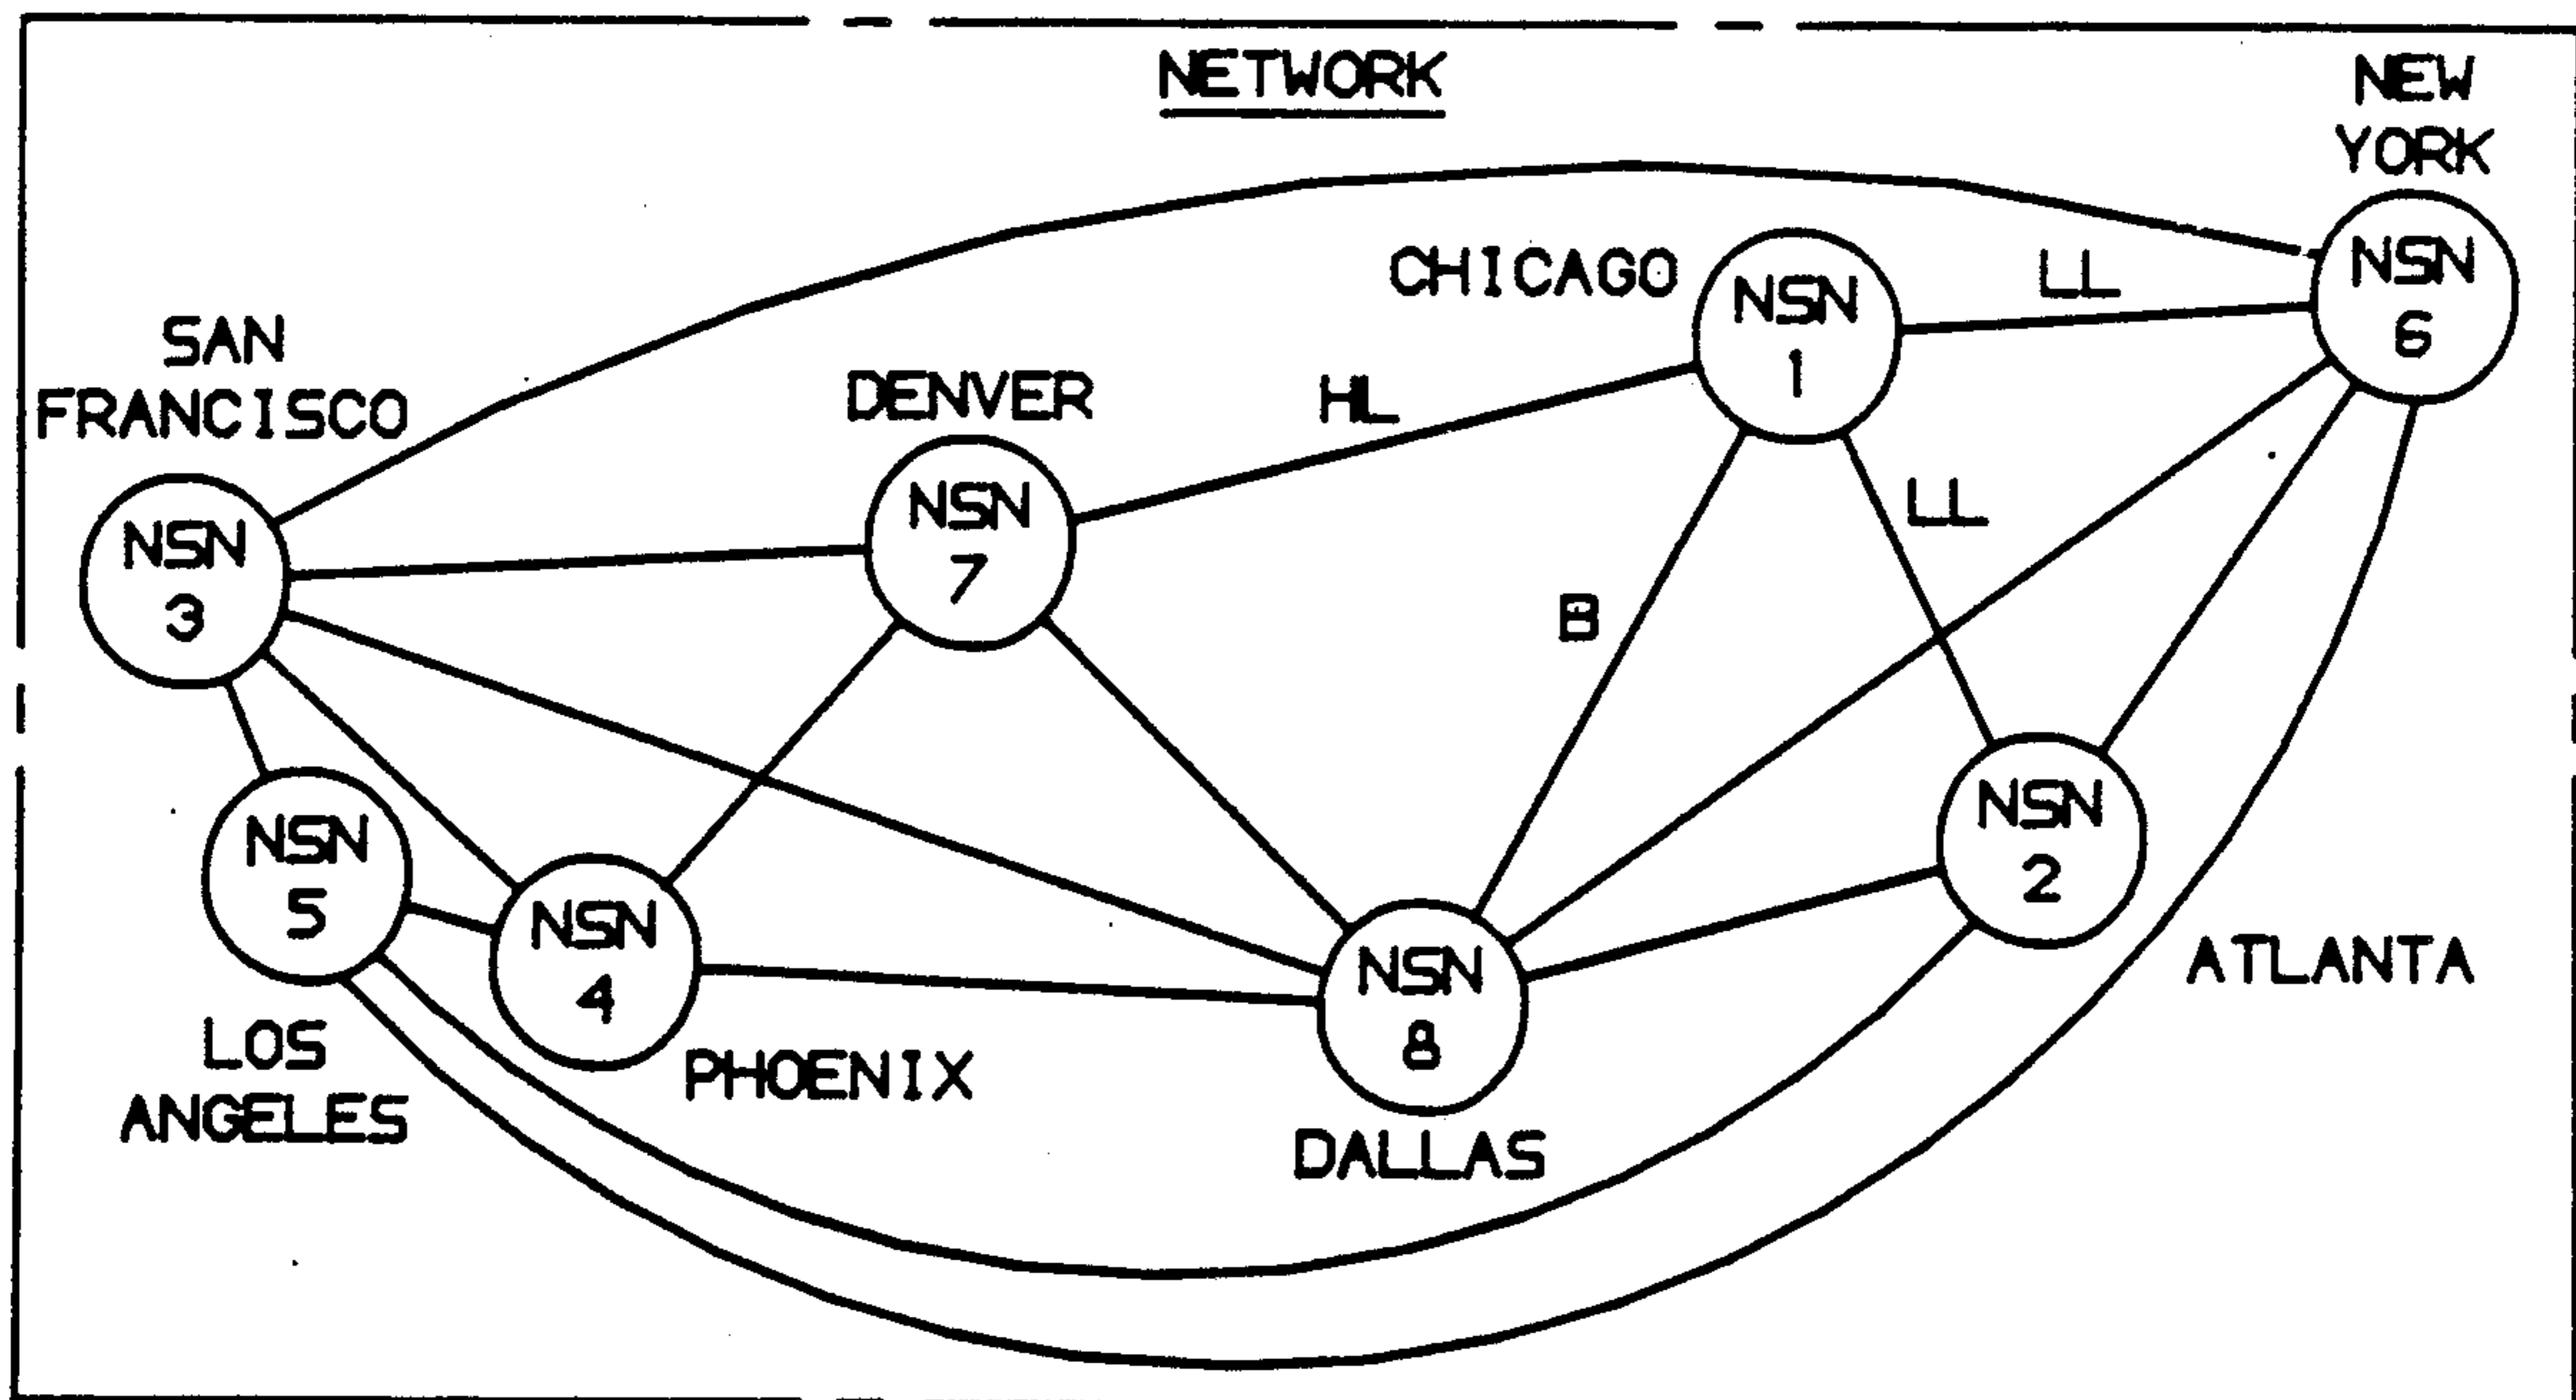 NETWORK
NEW
YORK
NSN
6
CHICAGO
NSN
1
LL
SAN
FRANCISCO
DENVER
HL
NSN
7
LL
NSN
3
B
NSN
5
NSN
4
NSN
2
NSN
8
ATLANTA
LOS
ANGELES
PHOENIX
DALLAS